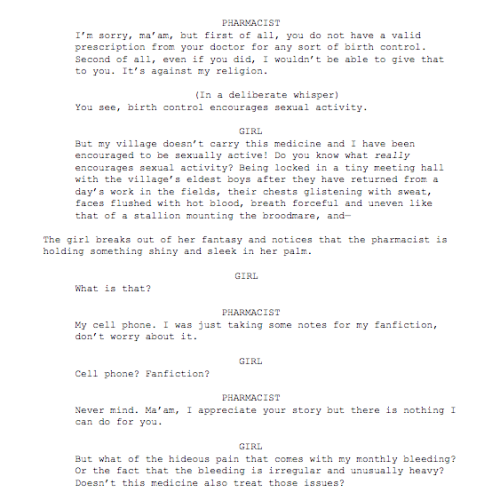 PHARMACIST
I'm sorry, ma'am, but first of all, you do not have a valid
prescription from your doctor for any sort of birth control.
Second of all, even if you did, I wouldn't be able to give that
to you. It's against my religion.
(In a deliberate whisper)
You see, birth control encourages sexual activity.
GIRL
But my village doesn't carry this medicine and I have been
encouraged to be sexually active! Do you know what really
encourages sexual activity? Being locked in a tiny meeting hall
with the village's eldest boys after they have returned from a
day's work in the fields, their chests glistening with sweat,
faces flushed with hot blood, breath forceful and uneven like
that of a stallion mounting the broodmare, and—
The girl breaks out of her fantasy and notices that the pharmacist is
holding something shiny and sleek in her palm.
GIRL
What is that?
PHARMACIST
My cell phone. I was just taking some notes for my fanfiction,
don't worry about it.
GIRL
Cell phone? Fanfiction?
PHARMACIST
Never mind. Ma'am, I appreciate your story but there is nothing I
can do for you.
GIRL
But what of the hideous pain that comes with my monthly bleeding?
Or the fact that the bleeding is irregular and unusually heavy?
Doesn't this medicine also treat those issues?